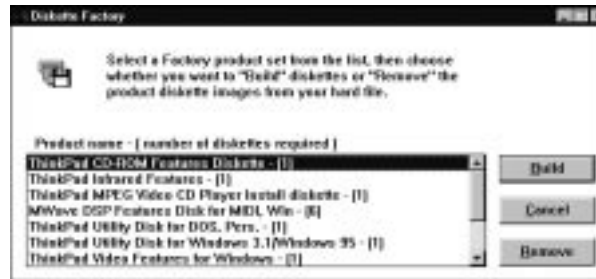 Diskette Factory
Select a Factory product set from the list, then choose
whether you want to "Build" diskettes or "Remove" the
product diskette images from your hard file.
Product name - ( number of diskettes required )
ThinkPad CD-ROM Features Diskette - (1)
ThinkPad Infrared Features - (1)
ThinkPad MPEG Video CD Player Install diskette - (1)
MWave DSP Features Disk for MIDI, Win - (6)
ThinkPad Utility Disk for DOS, Pers. - (1)
ThinkPad Utility Disk for Windows 3.1/Windows 95 - (1)
ThinkPad Video Features for Windows - (1)
Build
Cancel
Remove